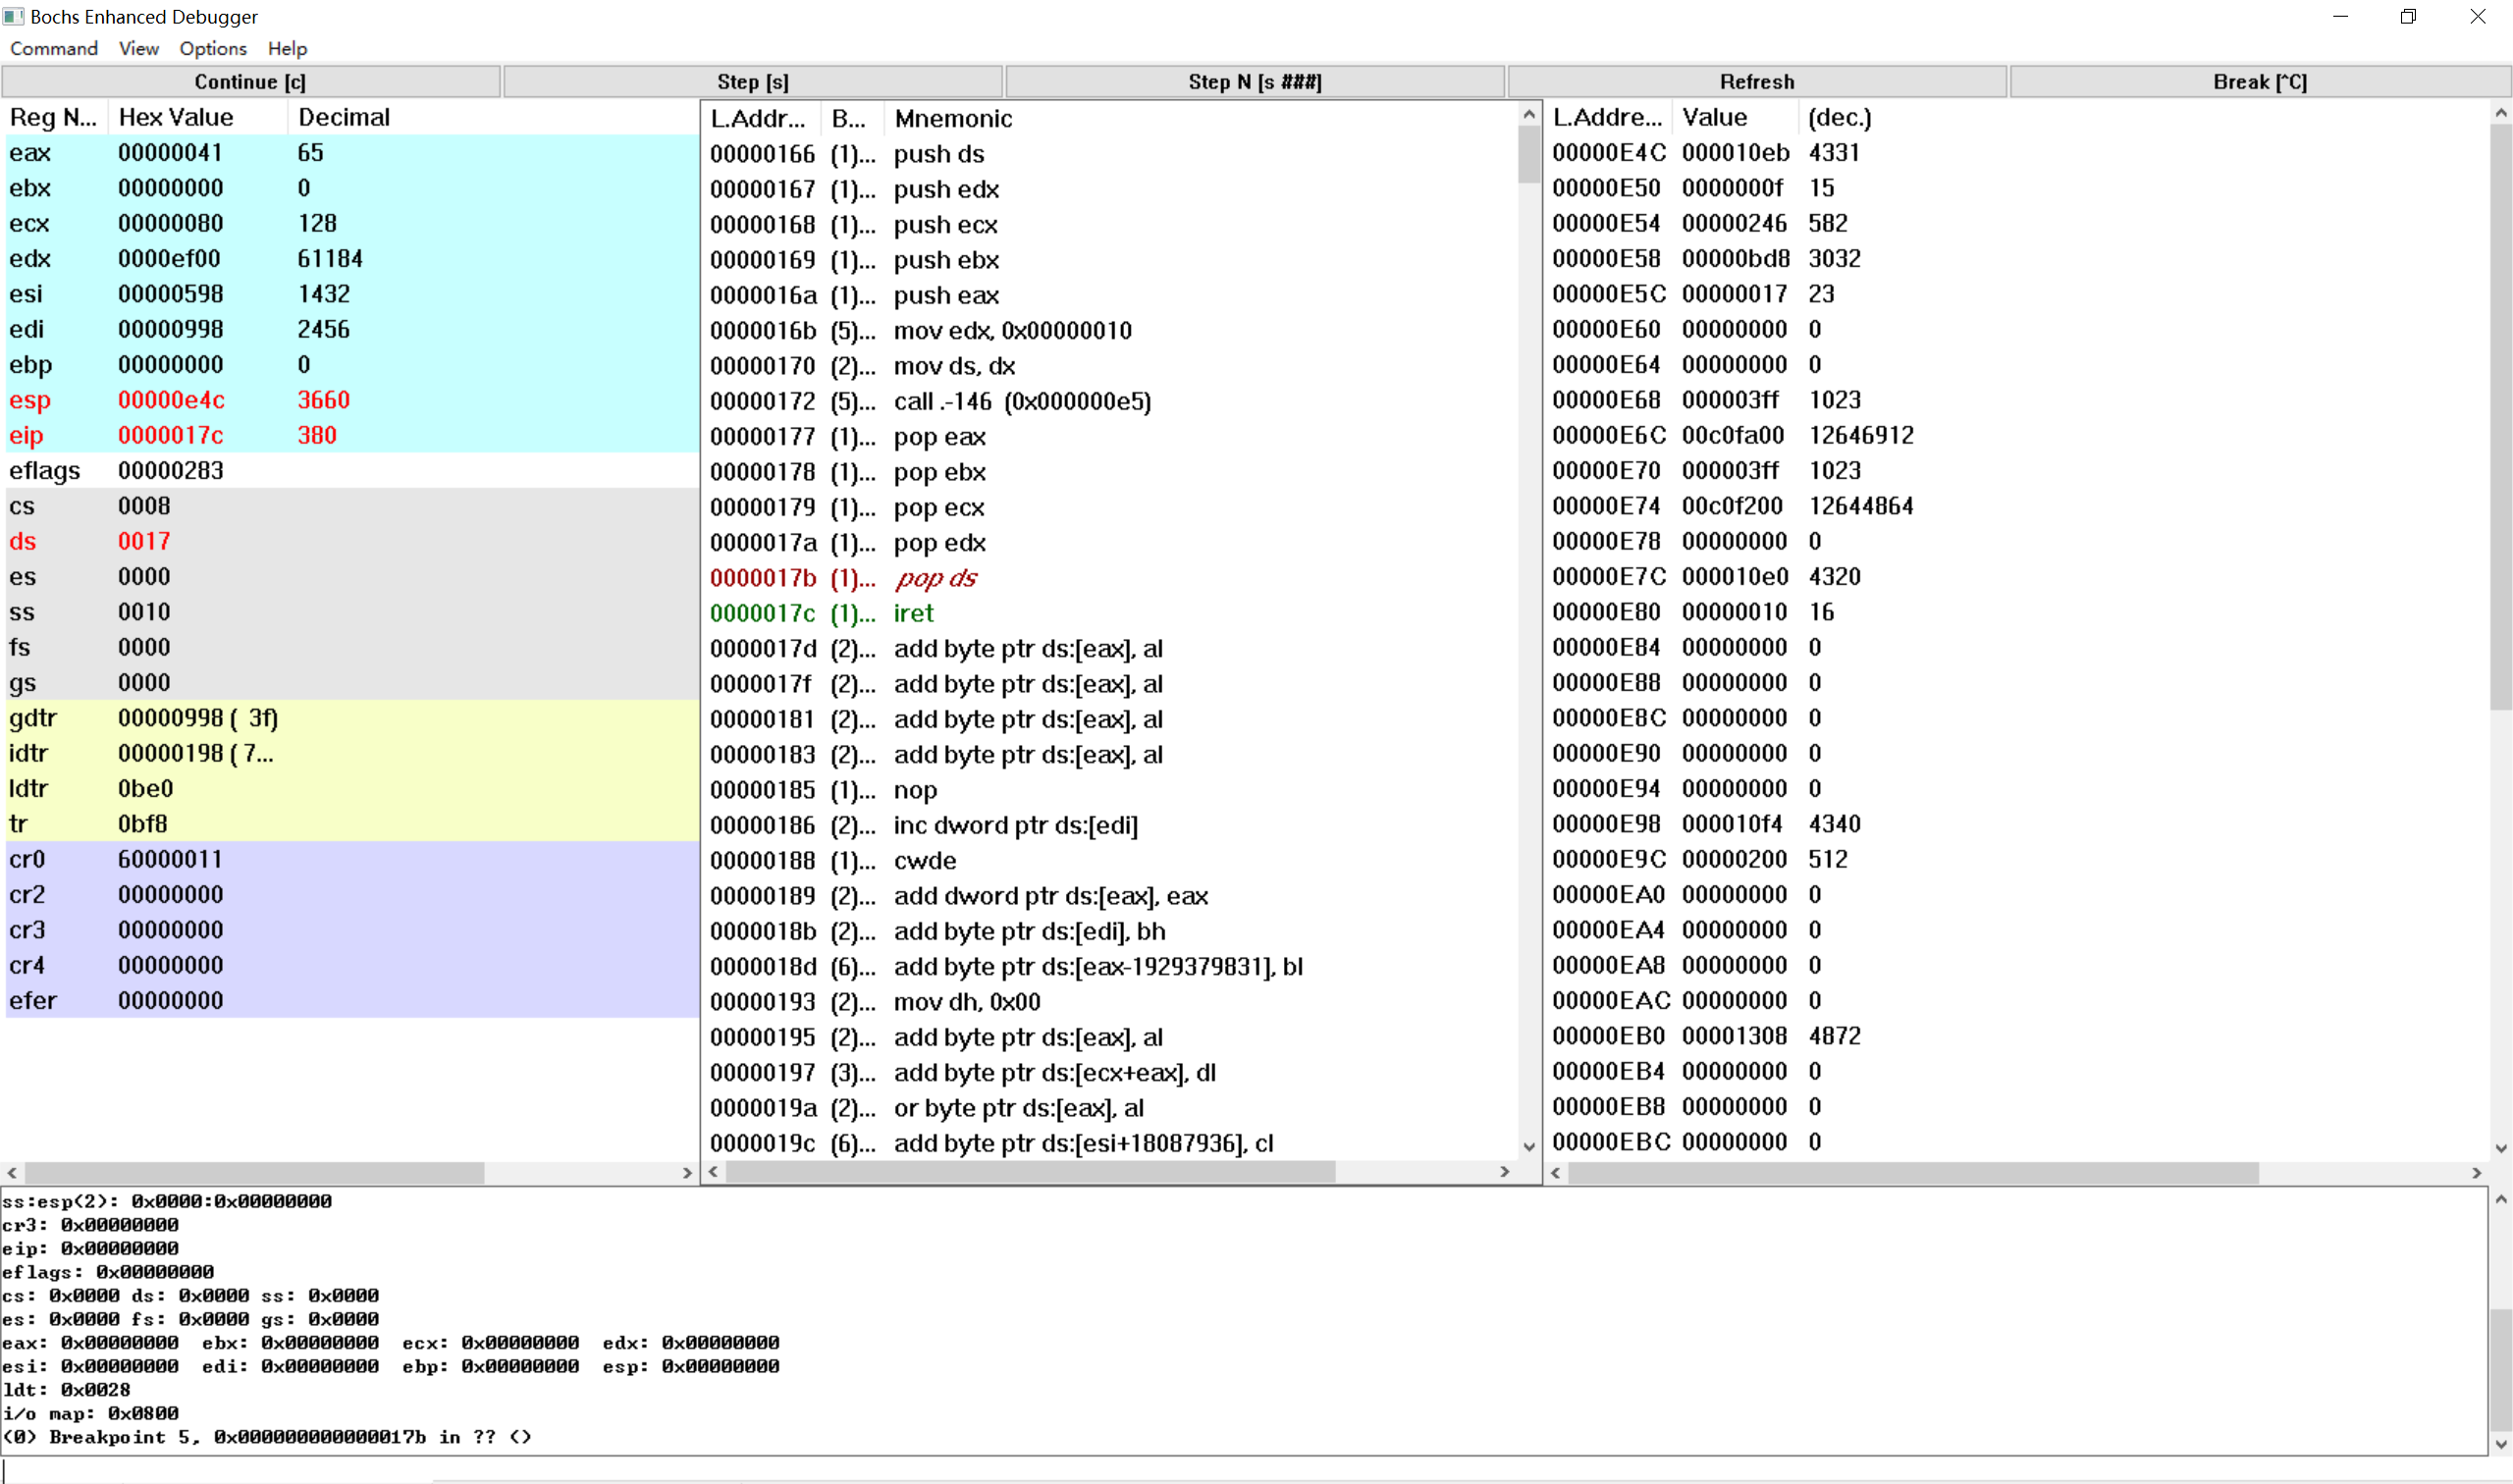 Bochs Enhanced Debugger
Command View Options Help
Continue [c] Step [s] Step N [s ###] Refresh Break [^C]
Reg N... Hex Value Decimal
eax 00000041 65
ebx 00000000 0
ecx 00000080 128
edx 0000ef00 61184
esi 00000598 1432
edi 00000998 2456
ebp 00000000 0
esp 00000e4c 3660
eip 0000017c 380
eflags 00000283
cs 0008
ds 0017
es 0000
ss 0010
fs 0000
gs 0000
gdtr 00000998 ( 3f)
idtr 00000198 ( 7...
ldtr 0be0
tr 0bf8
cr0 60000011
cr2 00000000
cr3 00000000
cr4 00000000
efer 00000000
L.Addr... B... Mnemonic
00000166 (1)... push ds
00000167 (1)... push edx
00000168 (1)... push ecx
00000169 (1)... push ebx
0000016a (1)... push eax
0000016b (5)... mov edx, 0x00000010
00000170 (2)... mov ds, dx
00000172 (5)... call .-146 (0x000000e5)
00000177 (1)... pop eax
00000178 (1)... pop ebx
00000179 (1)... pop ecx
0000017a (1)... pop edx
0000017b (1)... pop ds
0000017c (1)... iret
0000017d (2)... add byte ptr ds:[eax], al
0000017f (2)... add byte ptr ds:[eax], al
00000181 (2)... add byte ptr ds:[eax], al
00000183 (2)... add byte ptr ds:[eax], al
00000185 (1)... nop
00000186 (2)... inc dword ptr ds:[edi]
00000188 (1)... cwde
00000189 (2)... add dword ptr ds:[eax], eax
0000018b (2)... add byte ptr ds:[edi], bh
0000018d (6)... add byte ptr ds:[eax-1929379831], bl
00000193 (2)... mov dh, 0x00
00000195 (2)... add byte ptr ds:[eax], al
00000197 (3)... add byte ptr ds:[ecx+eax], dl
0000019a (2)... or byte ptr ds:[eax], al
0000019c (6)... add byte ptr ds:[esi+18087936], cl
L.Addre... Value (dec.)
00000E4C 000010eb 4331
00000E50 0000000f 15
00000E54 00000246 582
00000E58 00000bd8 3032
00000E5C 00000017 23
00000E60 00000000 0
00000E64 00000000 0
00000E68 000003ff 1023
00000E6C 00c0fa00 12646912
00000E70 000003ff 1023
00000E74 00c0f200 12644864
00000E78 00000000 0
00000E7C 000010e0 4320
00000E80 00000010 16
00000E84 00000000 0
00000E88 00000000 0
00000E8C 00000000 0
00000E90 00000000 0
00000E94 00000000 0
00000E98 000010f4 4340
00000E9C 00000200 512
00000EA0 00000000 0
00000EA4 00000000 0
00000EA8 00000000 0
00000EAC 00000000 0
00000EB0 00001308 4872
00000EB4 00000000 0
00000EB8 00000000 0
00000EBC 00000000 0
ss:esp(2): 0x0000:0x00000000
cr3: 0x00000000
eip: 0x00000000
eflags: 0x00000000
cs: 0x0000 ds: 0x0000 ss: 0x0000
es: 0x0000 fs: 0x0000 gs: 0x0000
eax: 0x00000000 ebx: 0x00000000 ecx: 0x00000000 edx: 0x00000000
esi: 0x00000000 edi: 0x00000000 ebp: 0x00000000 esp: 0x00000000
ldt: 0x0028
i/o map: 0x0800
(0) Breakpoint 5, 0x000000000000017b in ?? ()